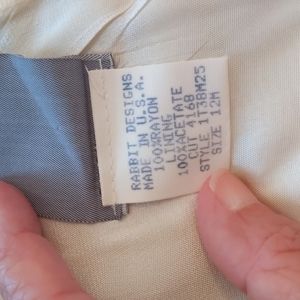 RABBIT DESIGNS
MADE IN U.S.A.
100%RAYON
LINING
100%ACETATE
CUT 4168
STYLE 1T38M25
SIZE 12M